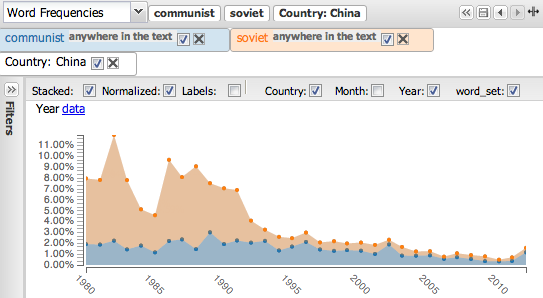 Word Frequencies communist soviet Country: China
communist anywhere in the text soviet anywhere in the text
Country: China
Stacked: Normalized: Labels: Country: Month: Year: word_set:
Filters
Year data
11.00%
10.00%
9.00%
8.00%
7.00%
6.00%
5.00%
4.00%
3.00%
2.00%
1.00%
0.00%
1980 1985 1990 1995 2000 2005 2010